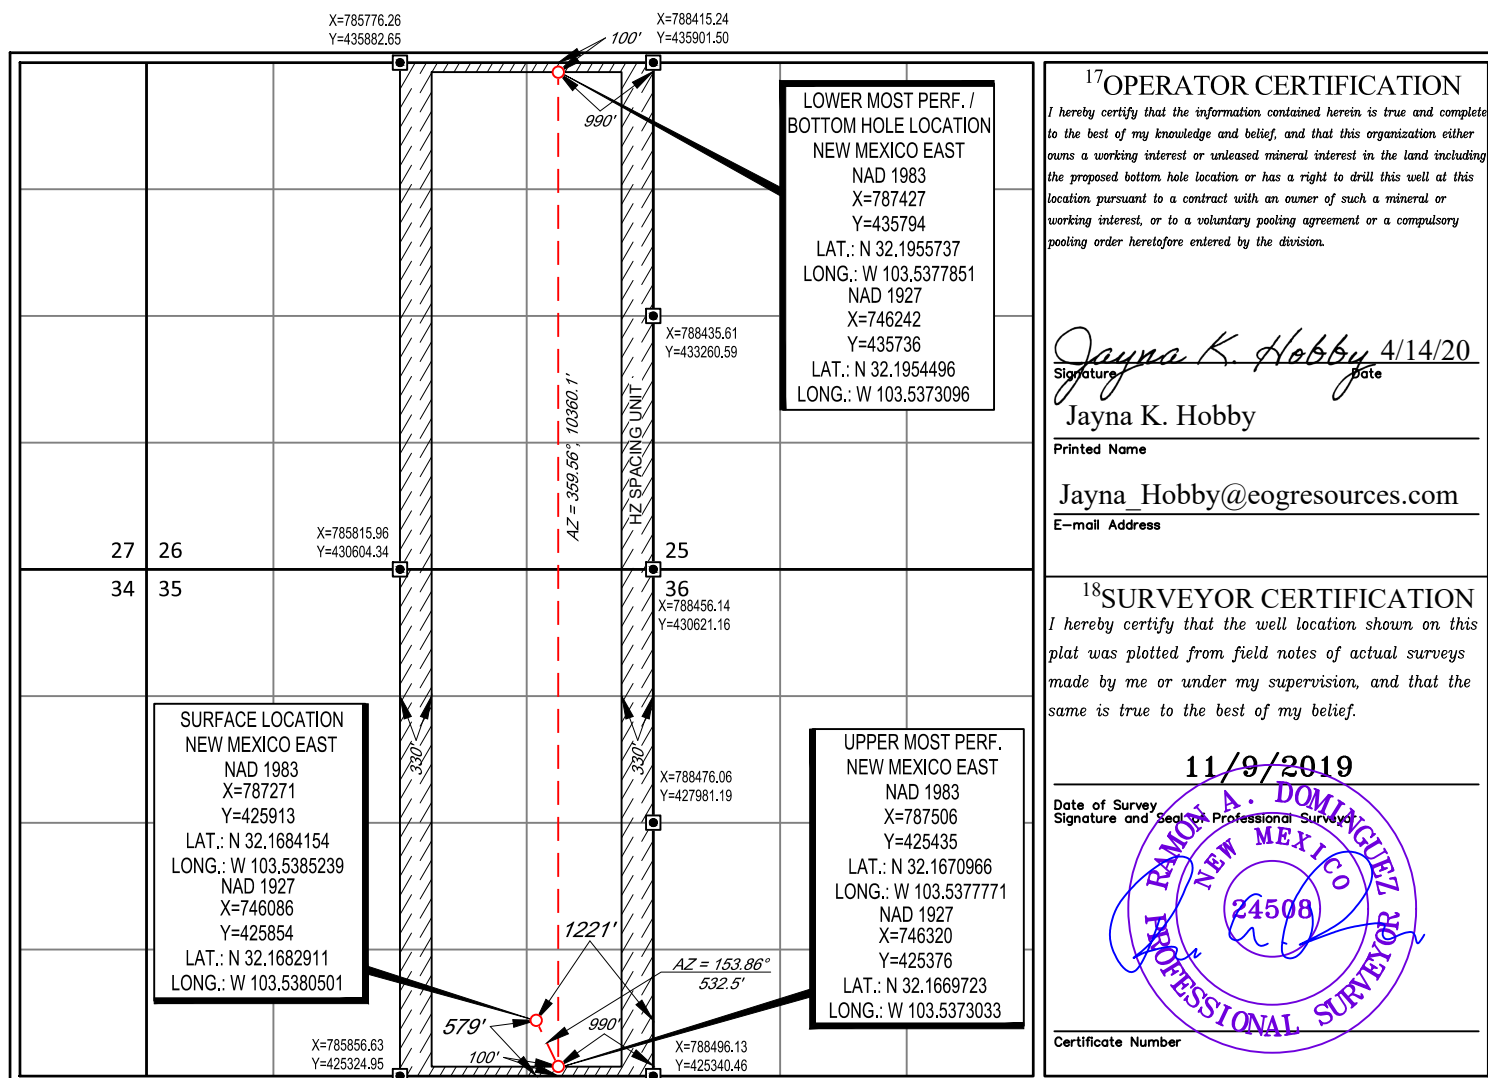 X=785776.26
Y=435882.65
X=788415.24
Y=435901.50
100'
990'
LOWER MOST PERF. /
BOTTOM HOLE LOCATION
NEW MEXICO EAST
NAD 1983
X=787427
Y=435794
LAT.: N 32.1955737
LONG.: W 103.5377851
NAD 1927
X=746242
Y=435736
LAT.: N 32.1954496
LONG.: W 103.5373096
X=788435.61
Y=433260.59
AZ = 359.56°, 10360.1'
HZ SPACING UNIT
X=785815.96
Y=430604.34
27 26
25
34 35
36
X=788456.14
Y=430621.16
SURFACE LOCATION
NEW MEXICO EAST
NAD 1983
X=787271
Y=425913
LAT.: N 32.1684154
LONG.: W 103.5385239
NAD 1927
X=746086
Y=425854
LAT.: N 32.1682911
LONG.: W 103.5380501
330'
330'
X=788476.06
Y=427981.19
UPPER MOST PERF.
NEW MEXICO EAST
NAD 1983
X=787506
Y=425435
LAT.: N 32.1670966
LONG.: W 103.5377771
NAD 1927
X=746320
Y=425376
LAT.: N 32.1669723
LONG.: W 103.5373033
1221'
AZ = 153.86°
532.5'
579'
990'
100'
X=785856.63
Y=425324.95
X=788496.13
Y=425340.46
17OPERATOR CERTIFICATION
I hereby certify that the information contained herein is true and complete
to the best of my knowledge and belief, and that this organization either
owns a working interest or unleased mineral interest in the land including
the proposed bottom hole location or has a right to drill this well at this
location pursuant to a contract with an owner of such a mineral or
working interest, or to a voluntary pooling agreement or a compulsory
pooling order heretofore entered by the division.
Jayna K. Hobby 4/14/20
Signature Date
Jayna K. Hobby
Printed Name
Jayna_Hobby@eogresources.com
E-mail Address
18SURVEYOR CERTIFICATION
I hereby certify that the well location shown on this
plat was plotted from field notes of actual surveys
made by me or under my supervision, and that the
same is true to the best of my belief.
11/9/2019
Date of Survey
Signature and Seal of Professional Surveyor
RAMON A. DOMINGUEZ
NEW MEXICO
24508
PROFESSIONAL SURVEYOR
Certificate Number